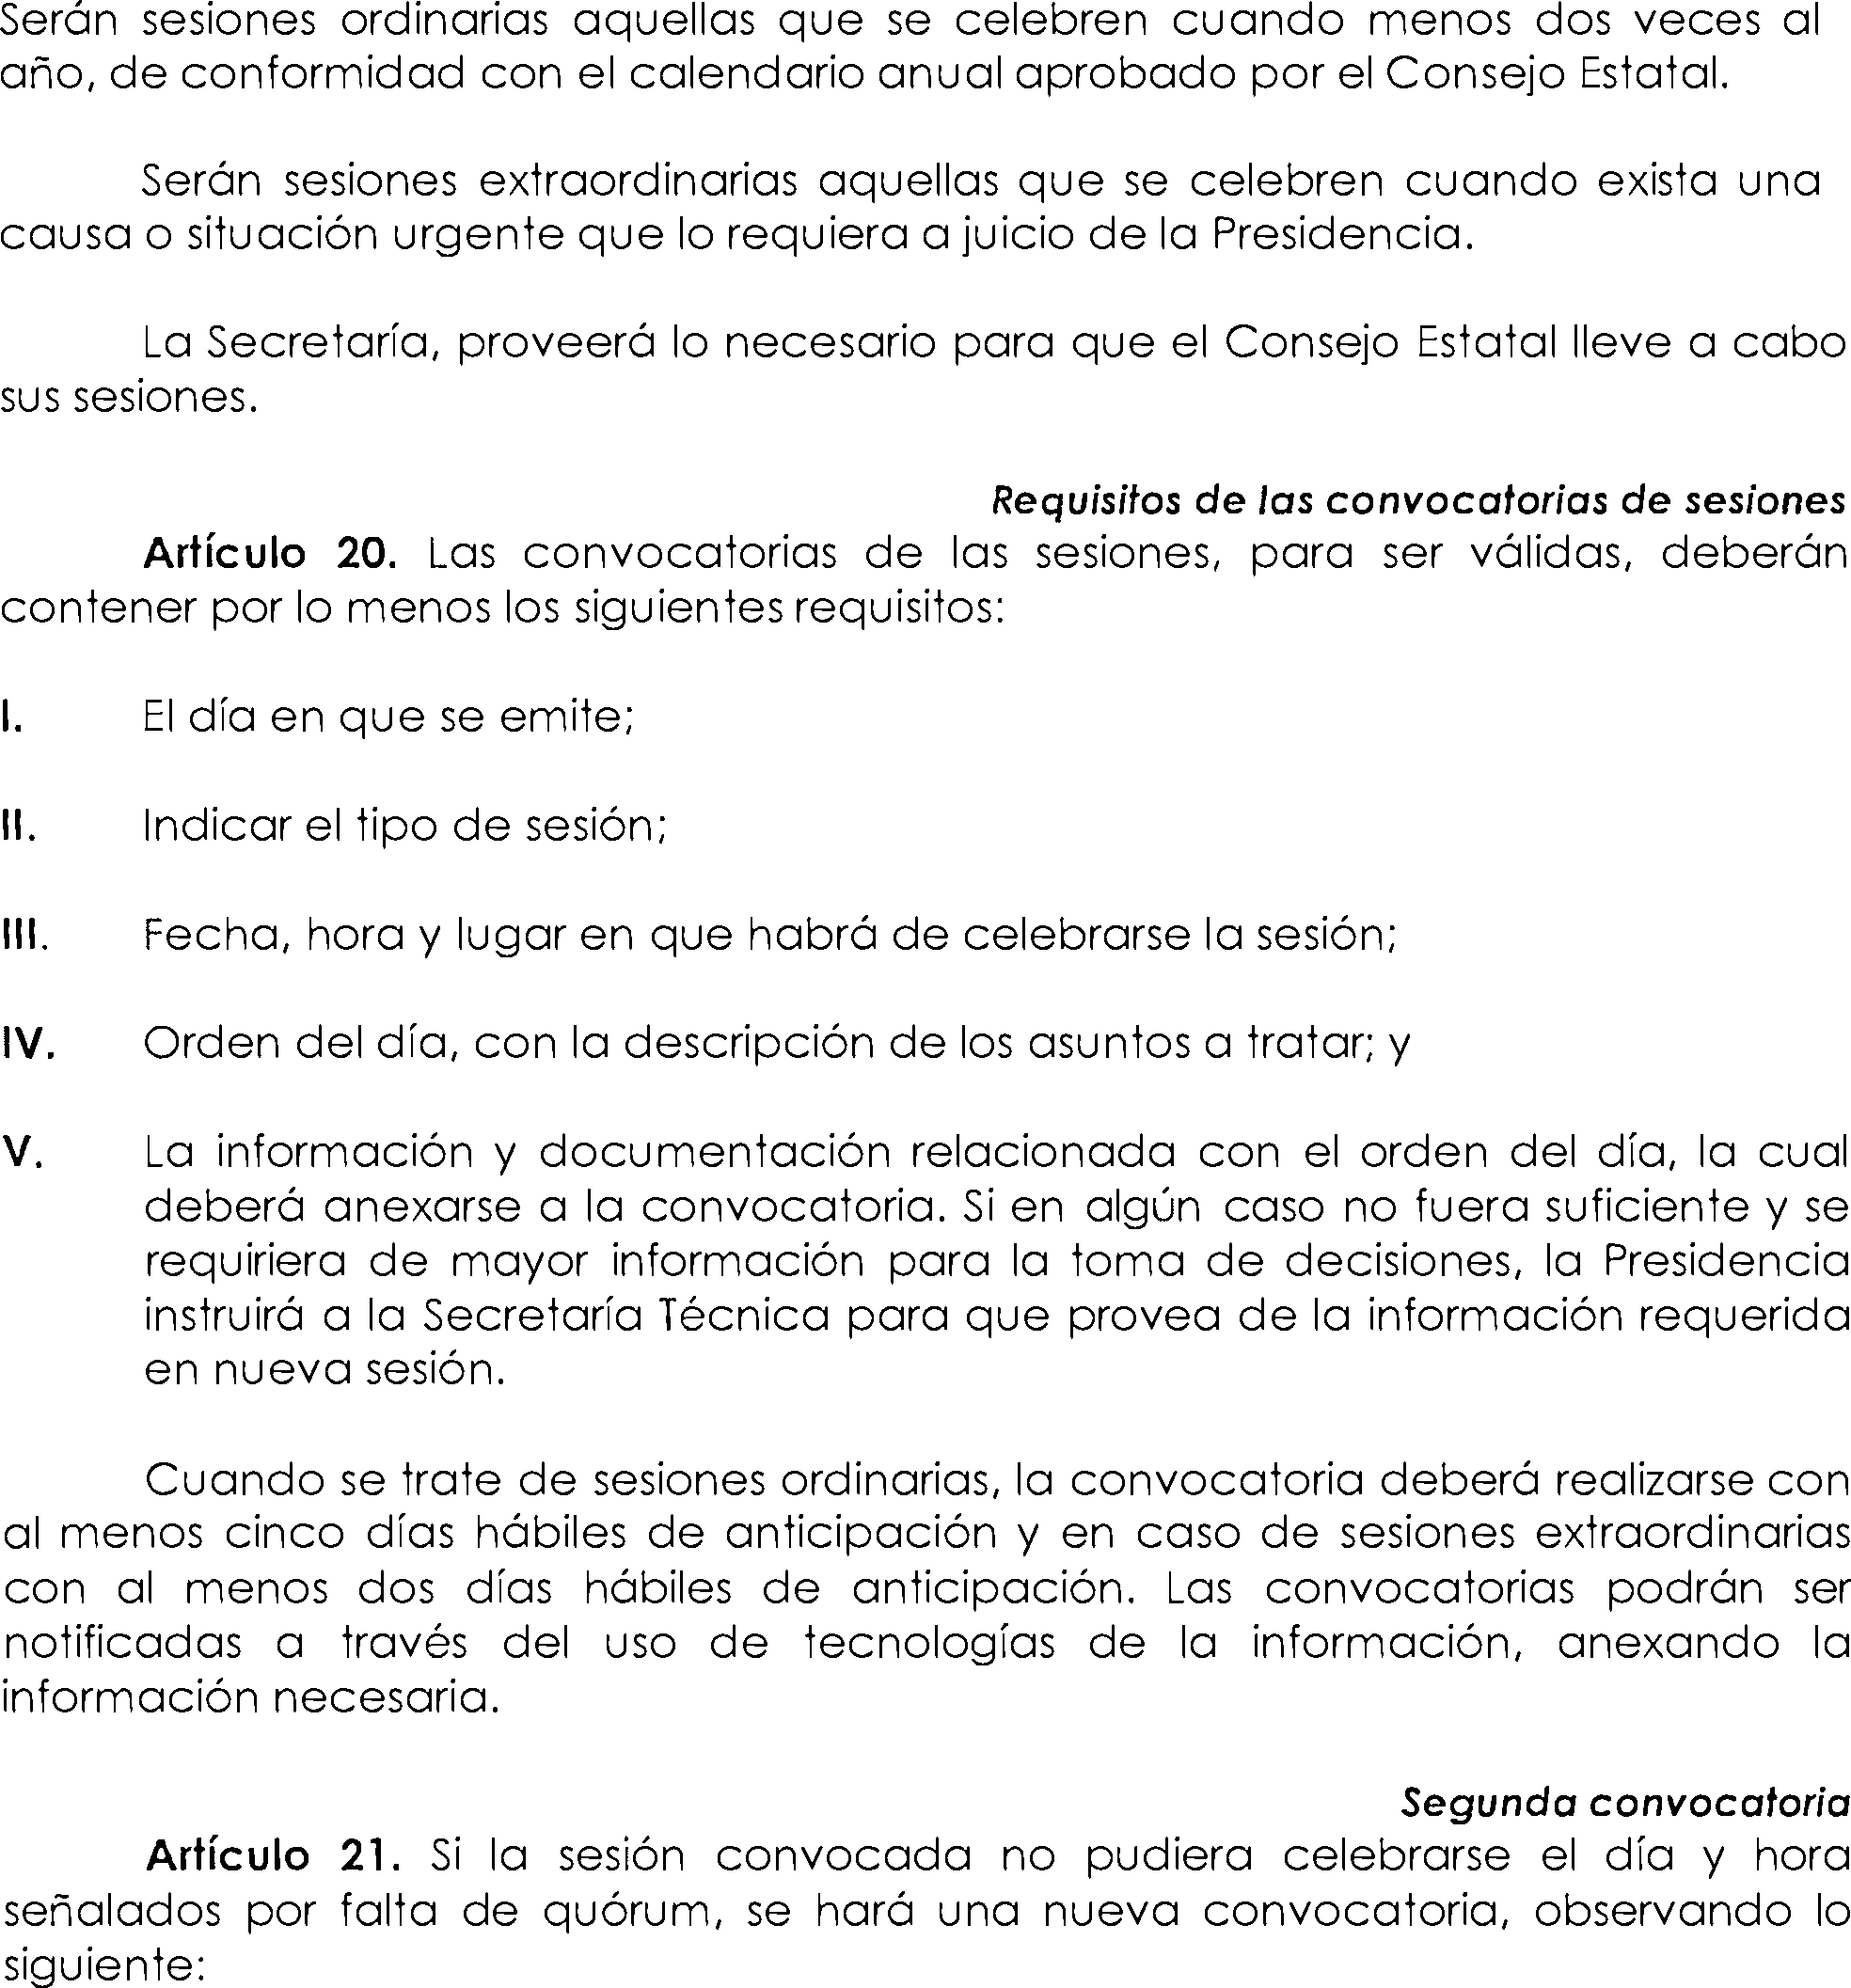 Serán sesiones ordinarias aquellas que se celebren cuando menos dos veces al
año, de conformidad con el calendario anual aprobado por el Consejo Estatal.
Serán sesiones extraordinarias aquellas que se celebren cuando exista una
causa o situación urgente que lo requiera a juicio de la Presidencia.
La Secretaría, proveerá lo necesario para que el Consejo Estatal lleve a cabo
sus sesiones.
Requisitos de las convocatorias de sesiones
Artículo 20. Las convocatorias de las sesiones, para ser válidas, deberán
contener por lo menos los siguientes requisitos:
I. El día en que se emite;
II. Indicar el tipo de sesión;
III. Fecha, hora y lugar en que habrá de celebrarse la sesión;
IV. Orden del día, con la descripción de los asuntos a tratar; y
V. La información y documentación relacionada con el orden del día, la cual
deberá anexarse a la convocatoria. Si en algún caso no fuera suficiente y se
requiriera de mayor información para la toma de decisiones, la Presidencia
instruirá a la Secretaría Técnica para que provea de la información requerida
en nueva sesión.
Cuando se trate de sesiones ordinarias, la convocatoria deberá realizarse con
al menos cinco días hábiles de anticipación y en caso de sesiones extraordinarias
con al menos dos días hábiles de anticipación. Las convocatorias podrán ser
notificadas a través del uso de tecnologías de la información, anexando la
información necesaria.
Segunda convocatoria
Artículo 21. Si la sesión convocada no pudiera celebrarse el día y hora
señalados por falta de quórum, se hará una nueva convocatoria, observando lo
siguiente: